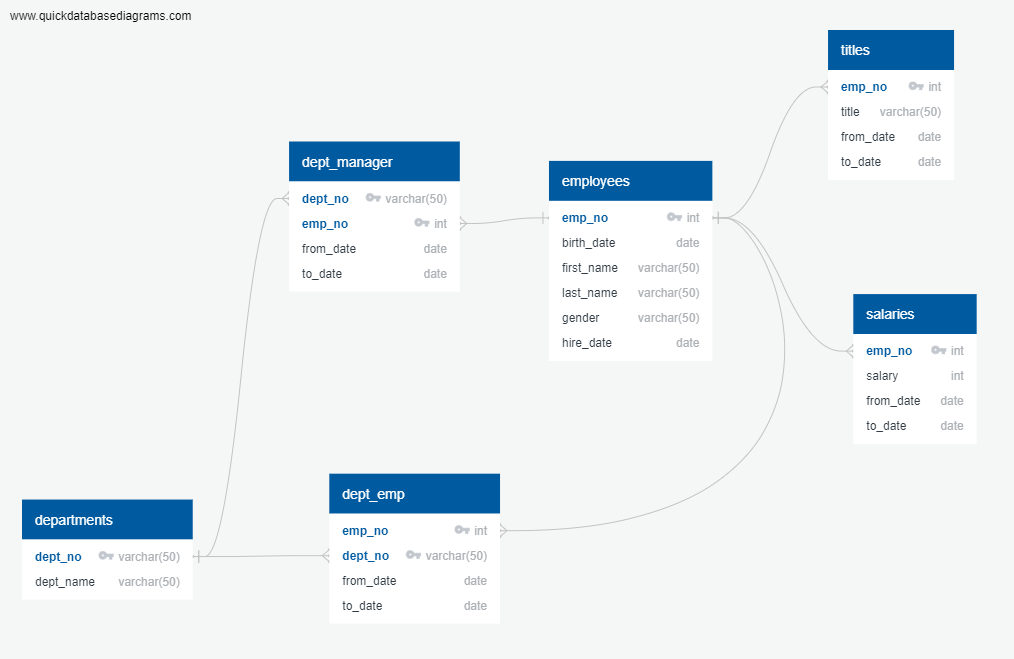 www.quickdatabasediagrams.com
titles
emp_no int
title varchar(50)
from_date date
to_date date
dept_manager
dept_no varchar(50)
emp_no int
from_date date
to_date date
employees
emp_no int
birth_date date
first_name varchar(50)
last_name varchar(50)
gender varchar(50)
hire_date date
salaries
emp_no int
salary int
from_date date
to_date date
departments
dept_no varchar(50)
dept_name varchar(50)
dept_emp
emp_no int
dept_no varchar(50)
from_date date
to_date date